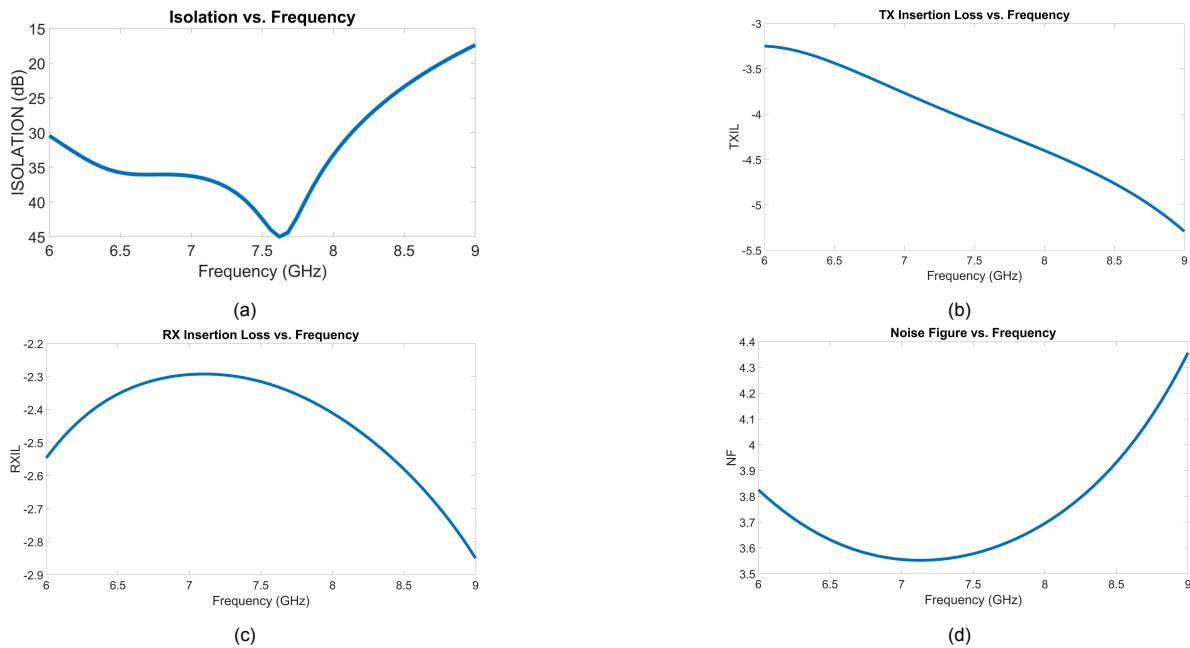 Isolation vs. Frequency
15
20
25
30
35
40
45
ISOLATION (dB)
6 6.5 7 7.5 8 8.5 9
Frequency (GHz)
(a)
TX Insertion Loss vs. Frequency
-3
-3.5
-4
-4.5
-5
-5.5
TXIL
6 6.5 7 7.5 8 8.5 9
Frequency (GHz)
(b)
RX Insertion Loss vs. Frequency
-2.2
-2.3
-2.4
-2.5
-2.6
-2.7
-2.8
-2.9
RXIL
6 6.5 7 7.5 8 8.5 9
Frequency (GHz)
(c)
Noise Figure vs. Frequency
4.4
4.3
4.2
4.1
4
3.9
3.8
3.7
3.6
3.5
NF
6 6.5 7 7.5 8 8.5 9
Frequency (GHz)
(d)